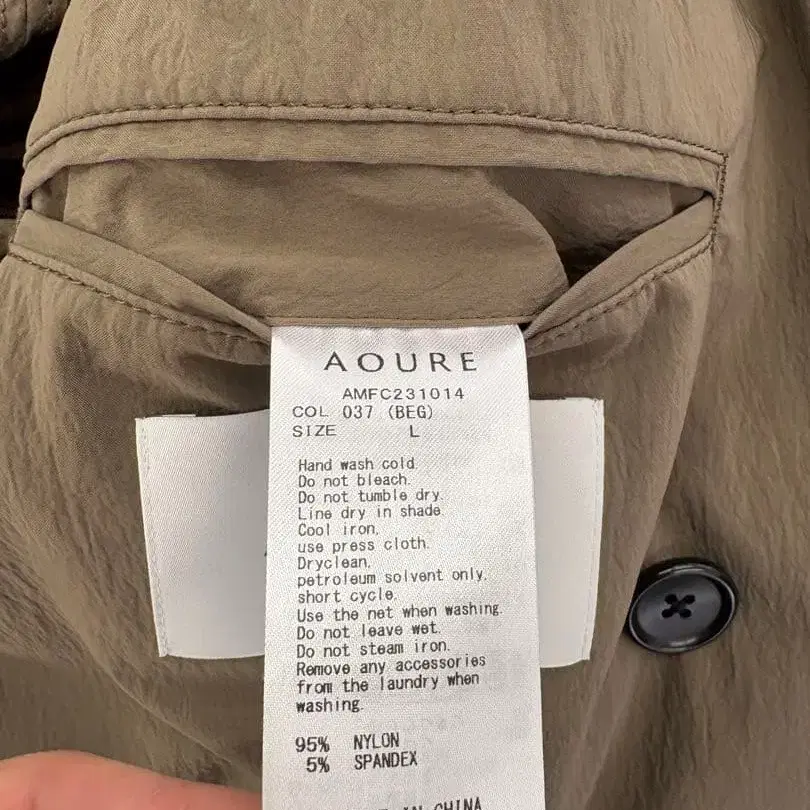 AOURE
AMFC231014
COL 037 (BEG)
SIZE L
Hand wash cold.
Do not bleach.
Do not tumble dry.
Line dry in shade.
Cool iron,
use press cloth.
Dryclean,
petroleum solvent only,
short cycle.
Use the net when washing.
Do not leave wet.
Do not steam iron.
Remove any accessories
from the laundry when
washing.
95% NYLON
5% SPANDEX
IN CHINA